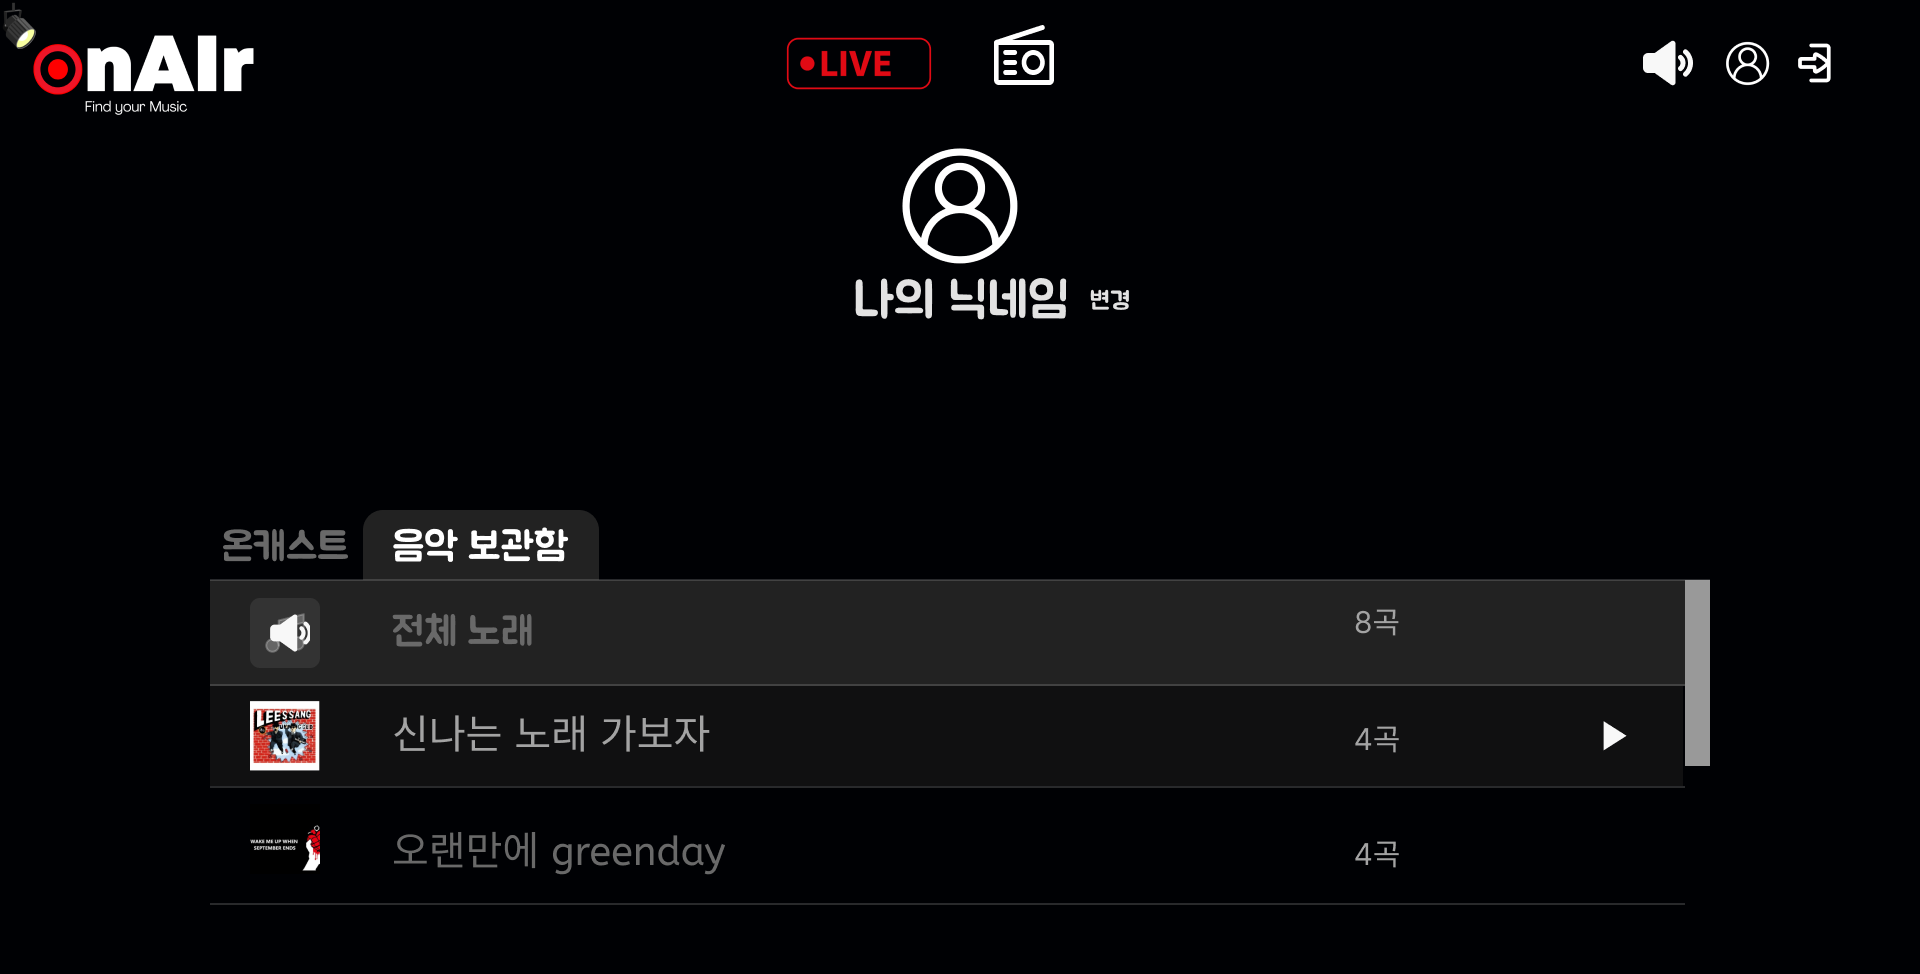 onAIr
Find your Music
LIVE
나의 닉네임 변경
온캐스트 음악 보관함
전체 노래 8곡
LEESSANG
신나는 노래 가보자 4곡
WAKE ME UP WHEN
SEPTEMBER ENDS
오랜만에 greenday 4곡